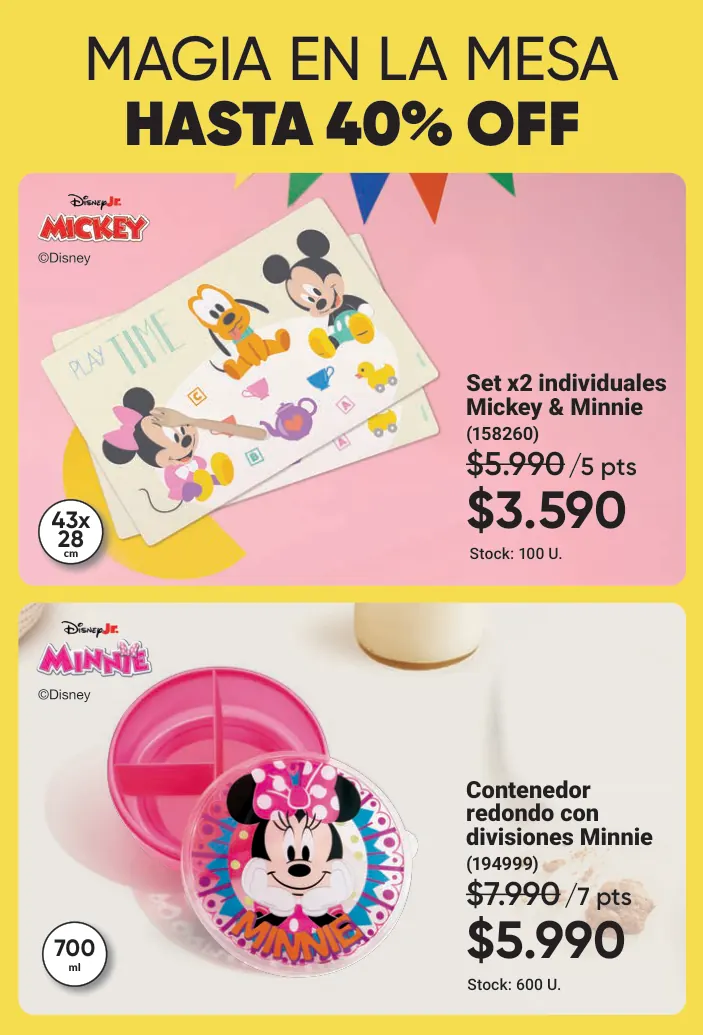 MAGIA EN LA MESA
HASTA 40% OFF
Disney Jr.
MICKEY
©Disney
PLAY TIME
C
A
A
B
Set x2 individuales
Mickey & Minnie
(158260)
$5.990 /5 pts
$3.590
Stock: 100 U.
43x
28
cm
Disney Jr.
MINNIE
©Disney
MINNIE
Contenedor
redondo con
divisiones Minnie
(194999)
$7.990 /7 pts
$5.990
Stock: 600 U.
700
ml